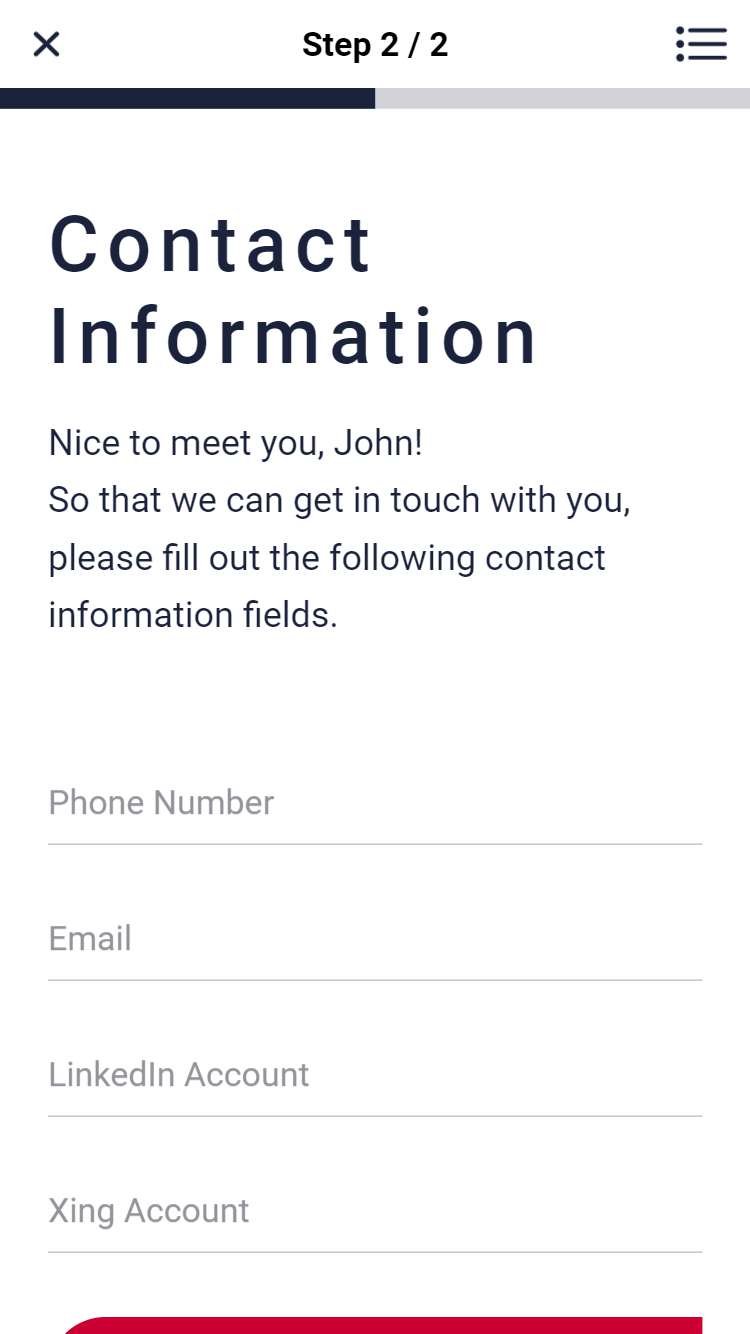 Step 2 / 2
Contact
Information
Nice to meet you, John!
So that we can get in touch with you,
please fill out the following contact
information fields.
Phone Number
Email
LinkedIn Account
Xing Account